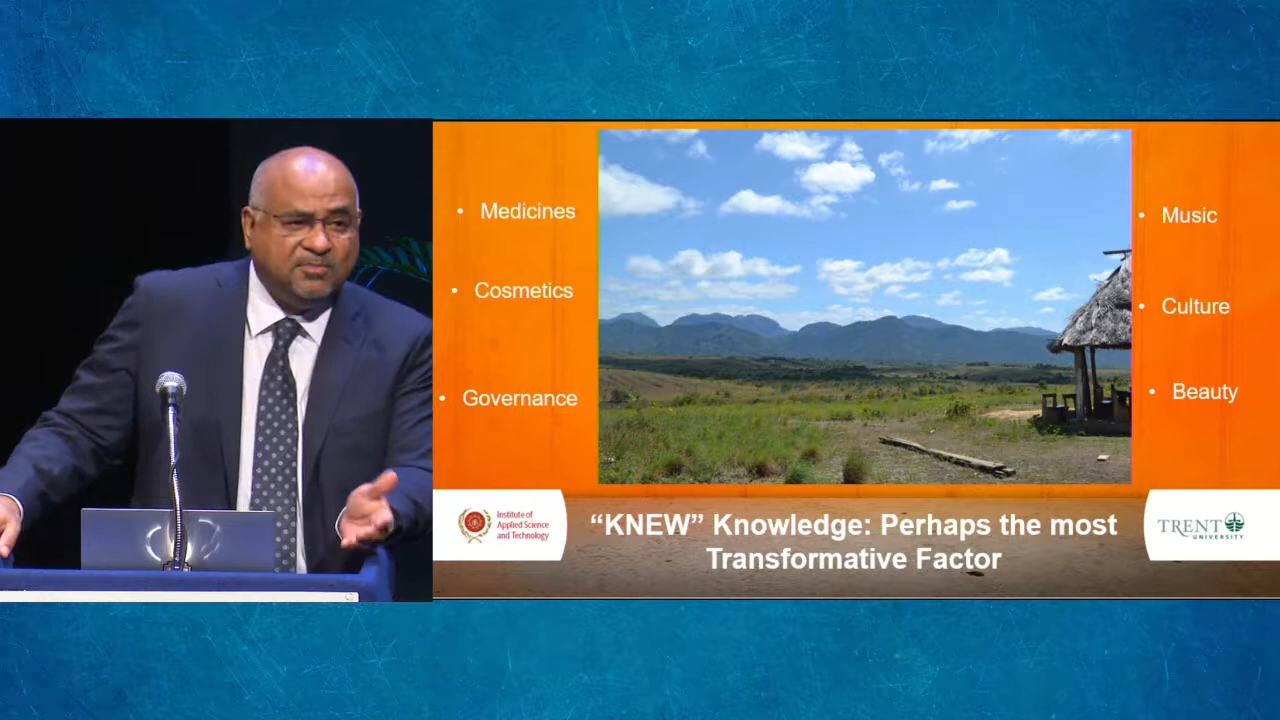 Medicines
Cosmetics
Governance
Music
Culture
Beauty
Institute of
Applied Science
and Technology
“KNEW” Knowledge: Perhaps the most
Transformative Factor
TRENT
UNIVERSITY